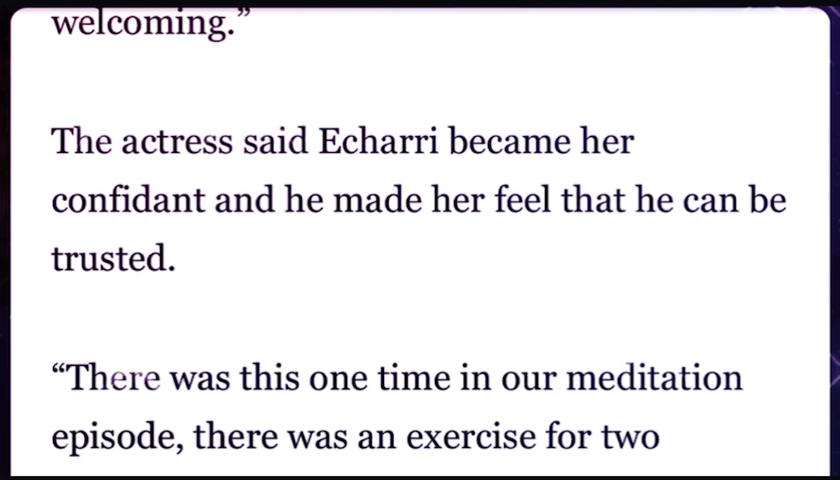 welcoming.”
The actress said Echarri became her
confidant and he made her feel that he can be
trusted.
“There was this one time in our meditation
episode, there was an exercise for two